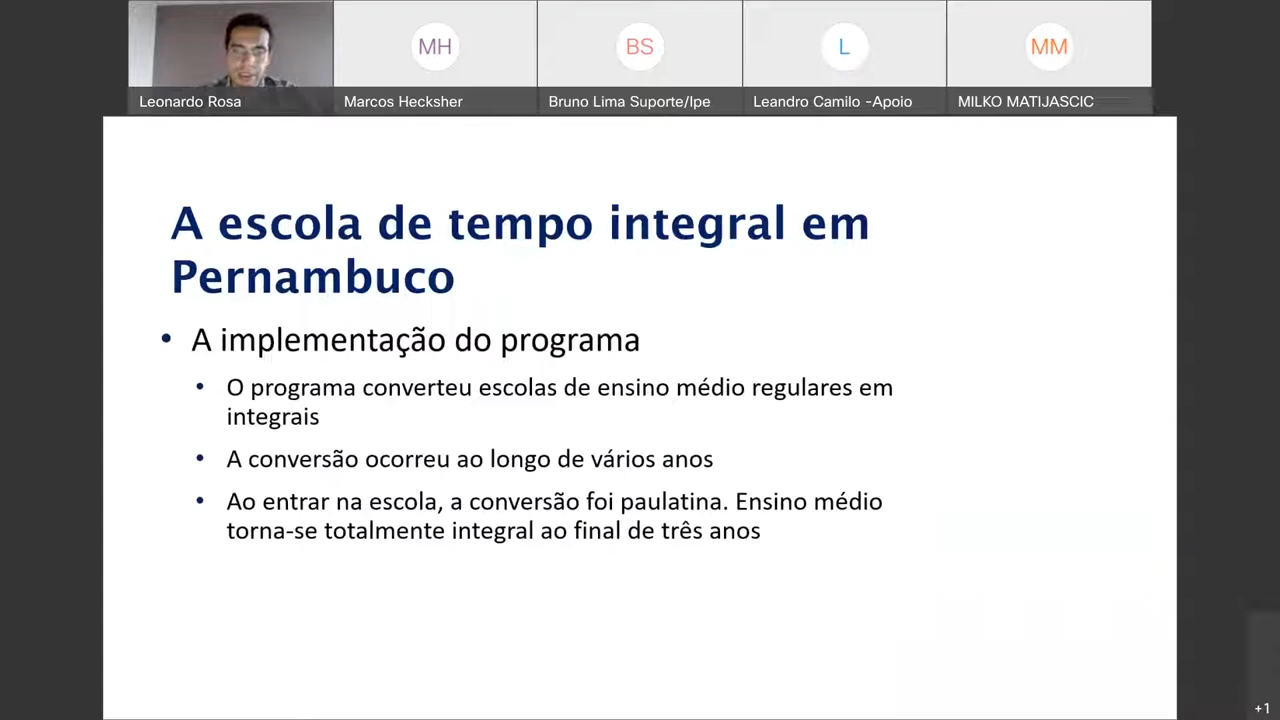 MH
BS
L
MM
Leonardo Rosa
Marcos Hecksher
Bruno Lima Suporte/Ipe
Leandro Camilo -Apoio
MILKO MATIJASCIC
A escola de tempo integral em
Pernambuco
• A implementação do programa
• O programa converteu escolas de ensino médio regulares em
integrais
• A conversão ocorreu ao longo de vários anos
• Ao entrar na escola, a conversão foi paulatina. Ensino médio
torna-se totalmente integral ao final de três anos
+1